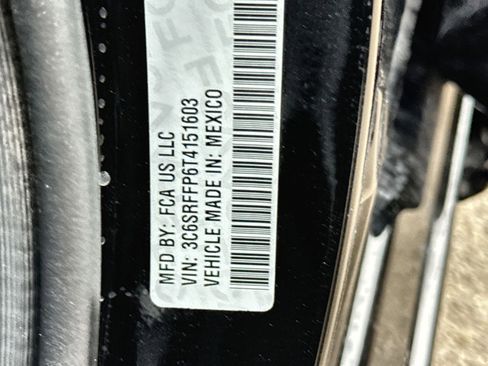 MFD BY: FCA US LLC
VIN: 3C6SRFFP6T4151603
VEHICLE MADE IN: MEXICO